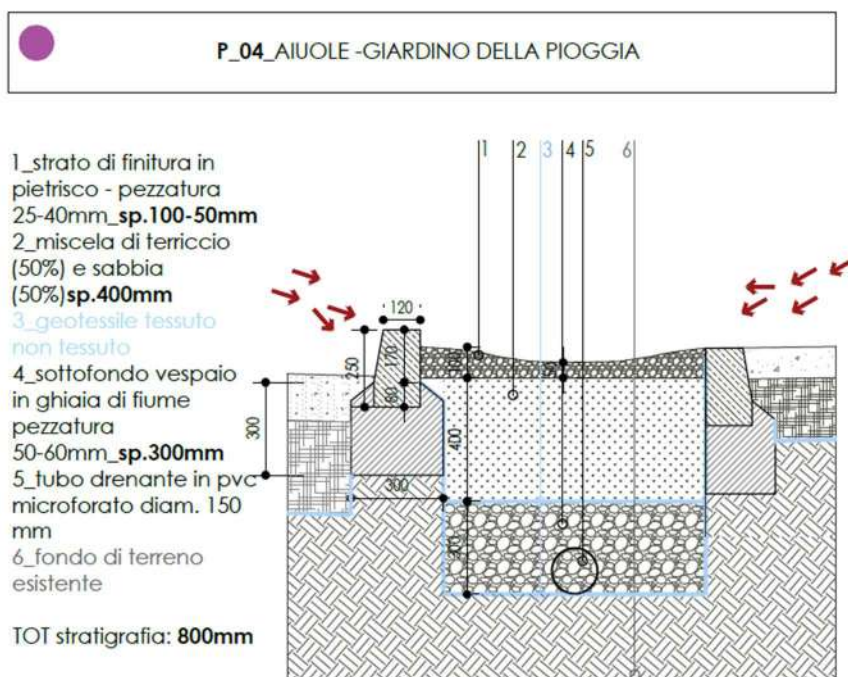 P_04_AIUOLE -GIARDINO DELLA PIOGGIA
1_strato di finitura in
pietrisco - pezzatura
25-40mm_sp.100-50mm
2_miscela di terriccio
(50%) e sabbia
(50%)sp.400mm
3_geotessile tessuto
non tessuto
4_sottofondo vespaio
in ghiaia di fiume
pezzatura
50-60mm_sp.300mm
5_tubo drenante in pvc
microforato diam. 150
mm
6_fondo di terreno
esistente
TOT stratigrafia: 800mm
1 2 3 4 5 6
120
250
170
80
100
50
300
400
300
300